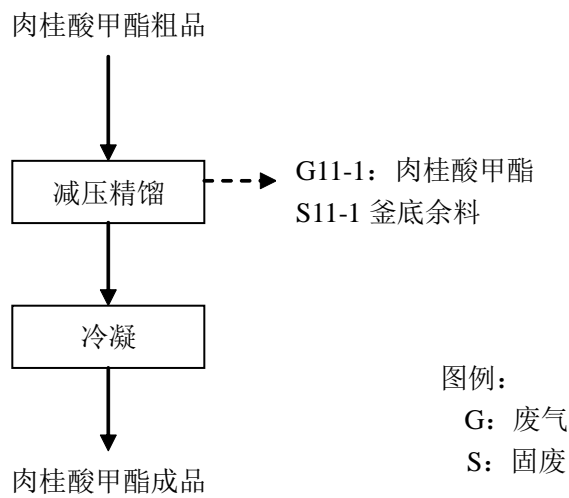 肉桂酸甲酯粗品
减压精馏
G11-1：肉桂酸甲酯
S11-1 釜底余料
冷凝
图例：
G：废气
S：固废
肉桂酸甲酯成品